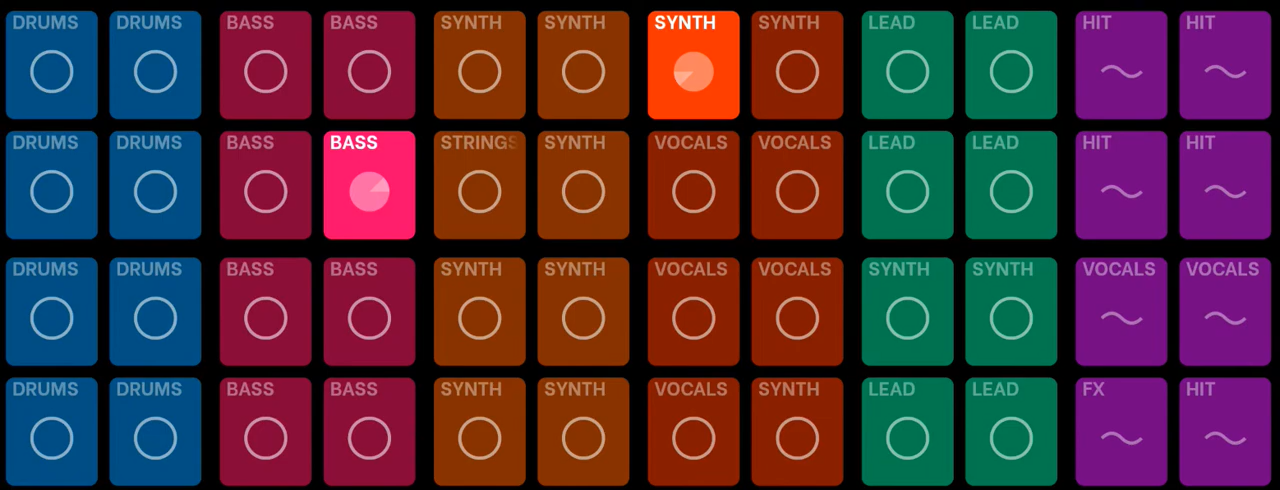 DRUMS DRUMS BASS BASS SYNTH SYNTH SYNTH SYNTH LEAD LEAD HIT HIT
DRUMS DRUMS BASS BASS STRINGS SYNTH VOCALS VOCALS LEAD LEAD HIT HIT
DRUMS DRUMS BASS BASS SYNTH SYNTH VOCALS VOCALS SYNTH SYNTH VOCALS VOCALS
DRUMS DRUMS BASS BASS SYNTH SYNTH VOCALS SYNTH LEAD LEAD FX HIT